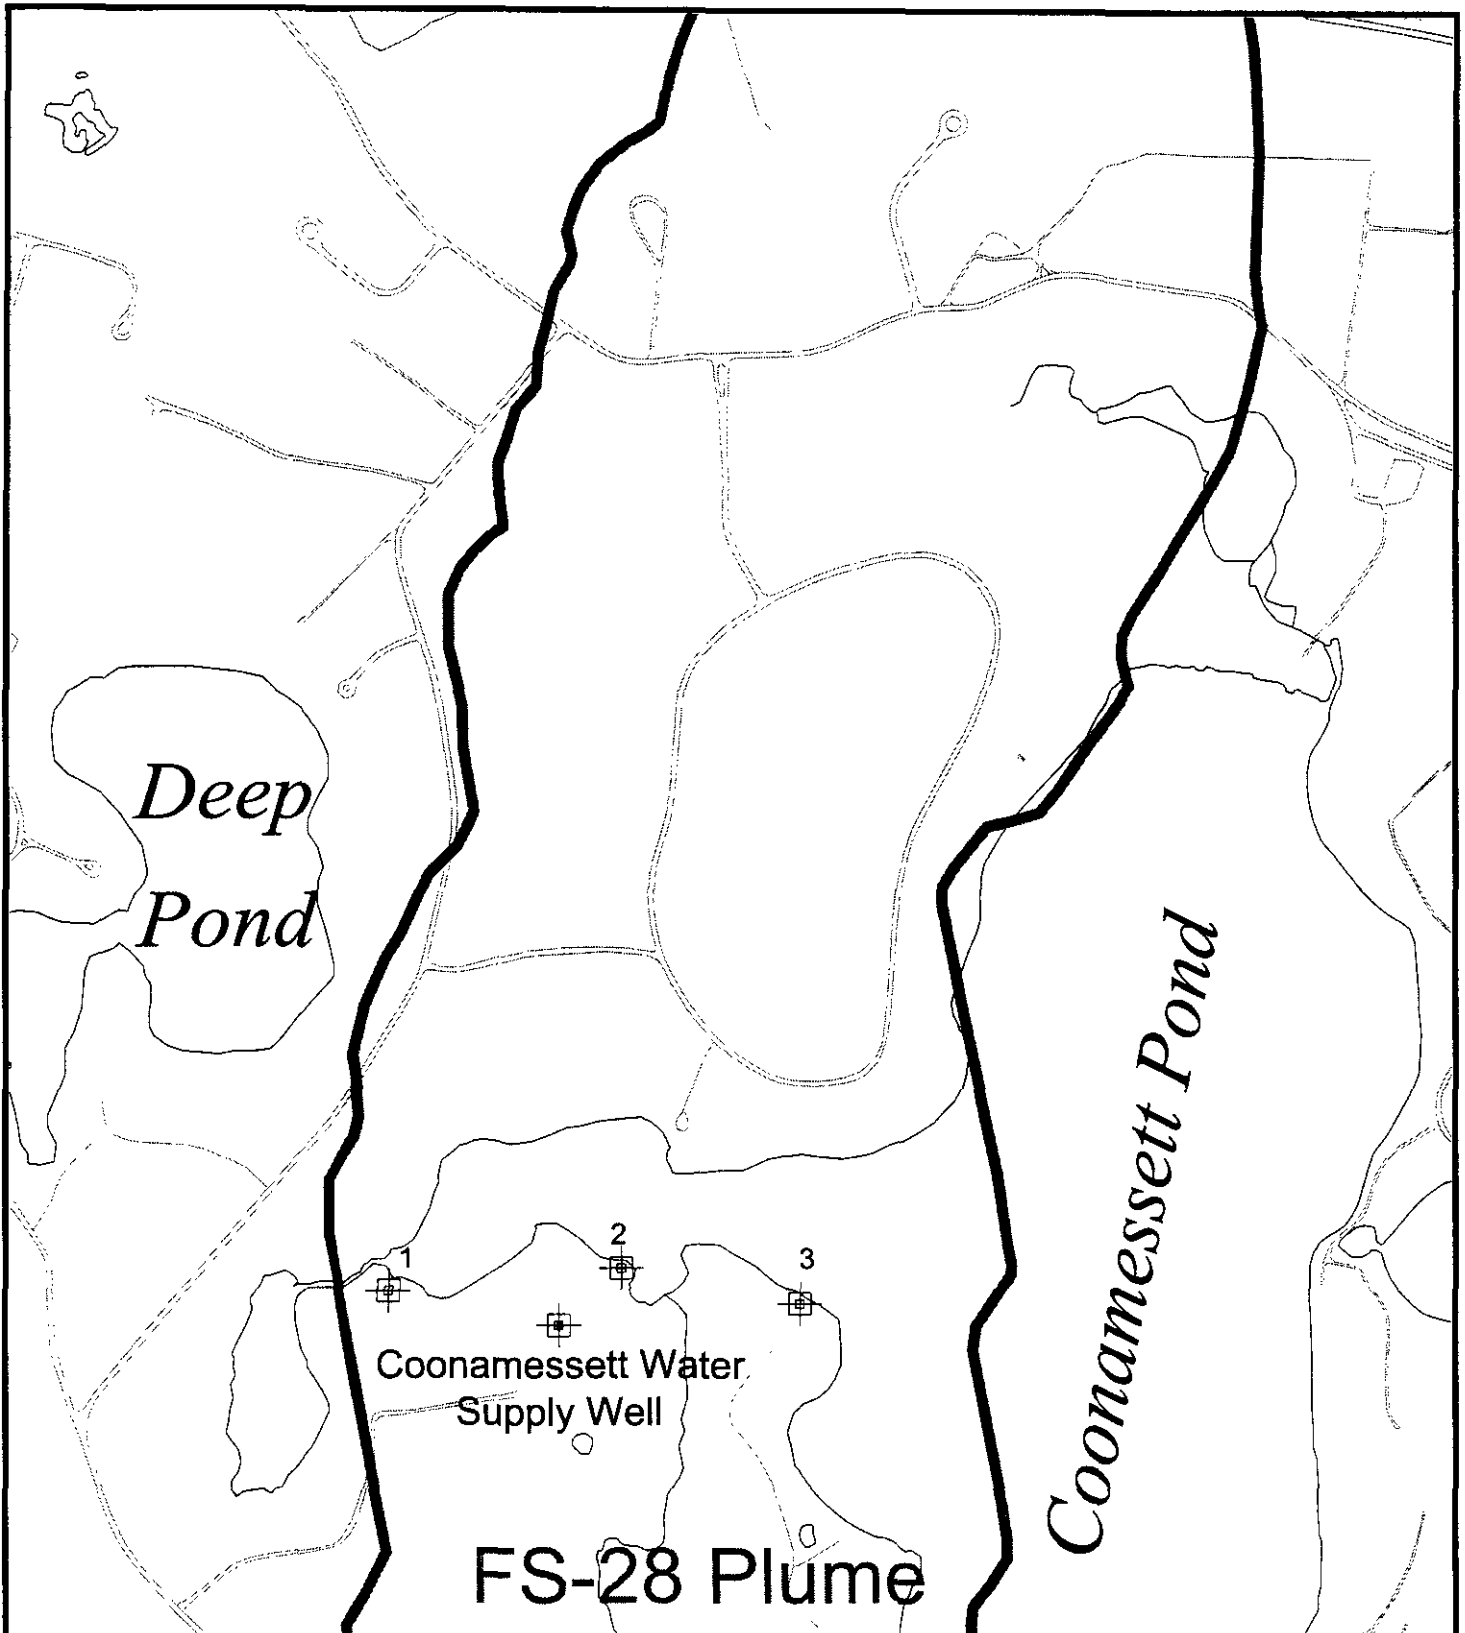 Deep
Pond
Coonamessett Pond
1
2
3
Coonamessett Water
Supply Well
FS-28 Plume